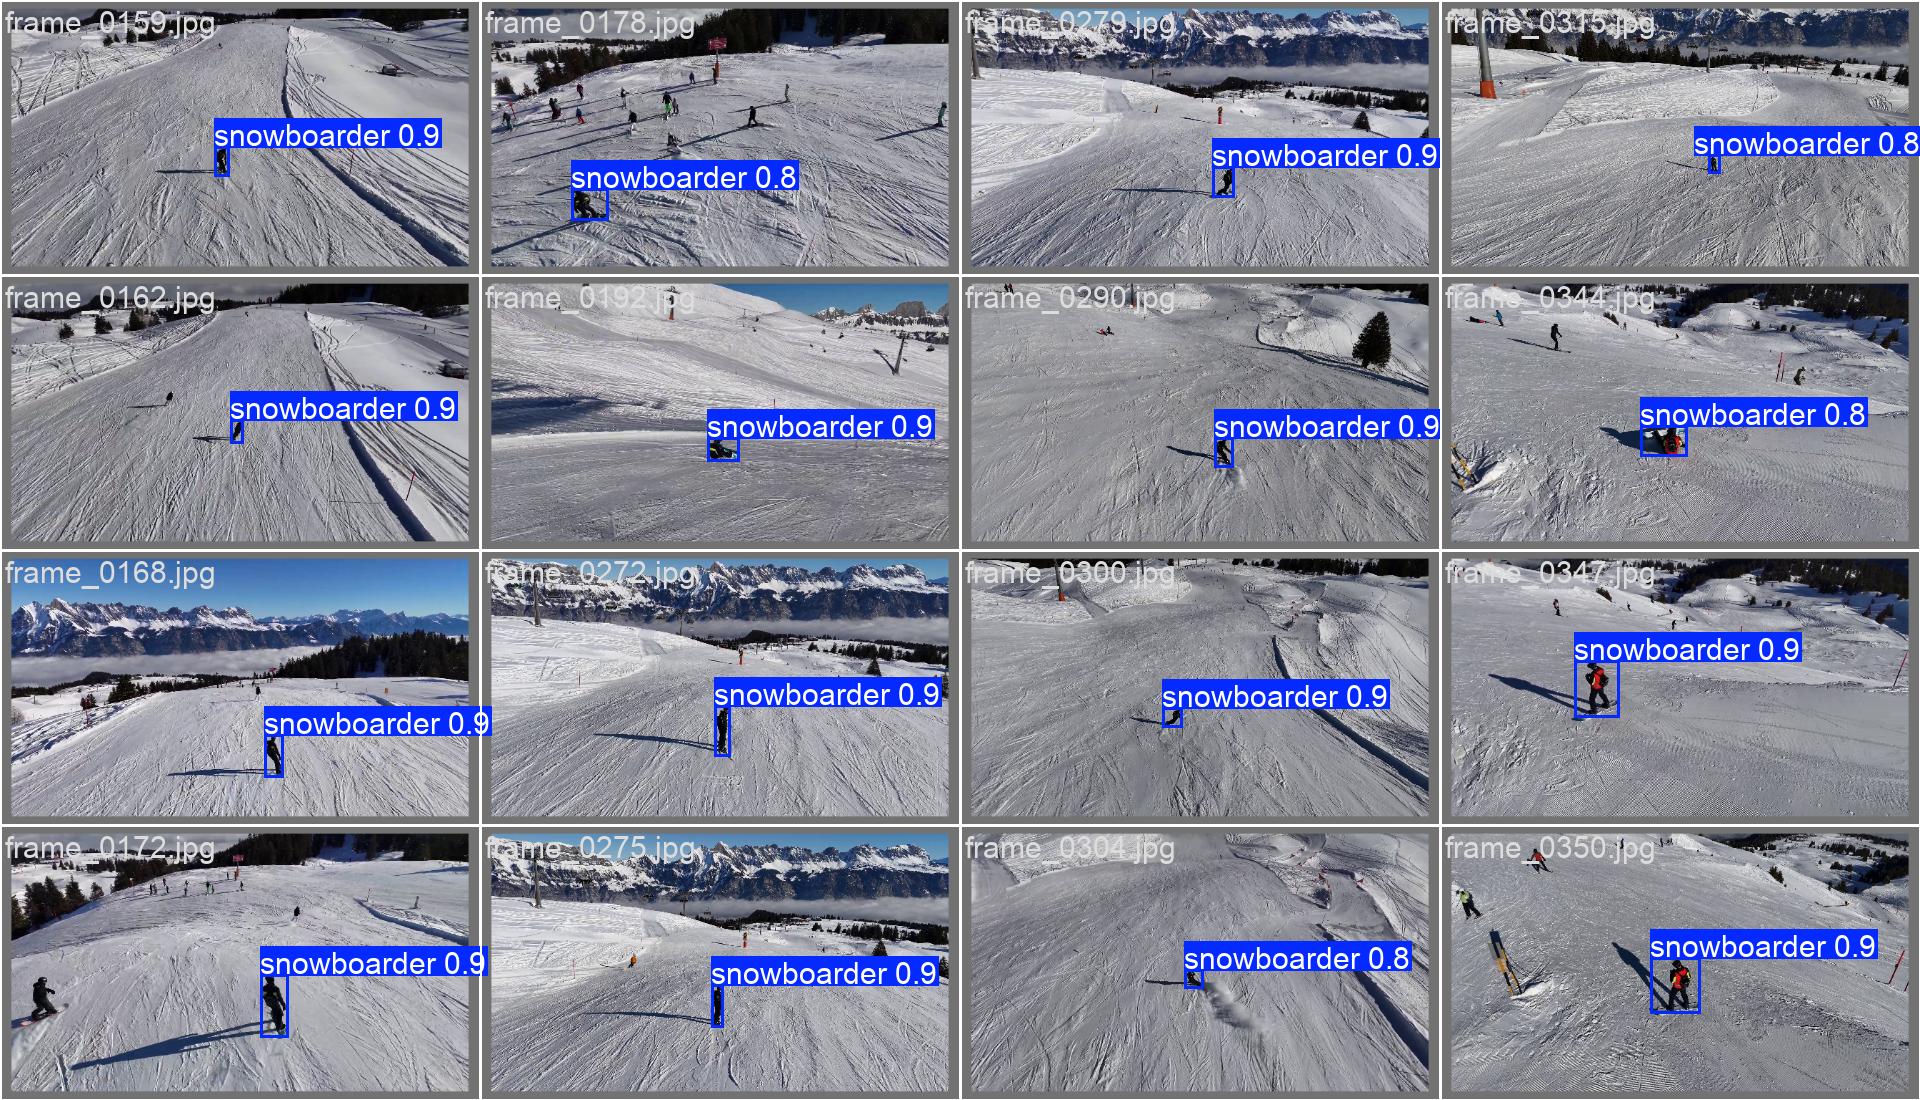 frame_0159.jpg
snowboarder 0.9
frame_0178.jpg
snowboarder 0.8
frame_0279.jpg
snowboarder 0.9
frame_0315.jpg
snowboarder 0.8
frame_0162.jpg
snowboarder 0.9
frame_0192.jpg
snowboarder 0.9
frame_0290.jpg
snowboarder 0.9
frame_0344.jpg
snowboarder 0.8
frame_0168.jpg
snowboarder 0.9
frame_0272.jpg
snowboarder 0.9
frame_0300.jpg
snowboarder 0.9
frame_0347.jpg
snowboarder 0.9
frame_0172.jpg
snowboarder 0.9
frame_0275.jpg
snowboarder 0.9
frame_0304.jpg
snowboarder 0.8
frame_0350.jpg
snowboarder 0.9